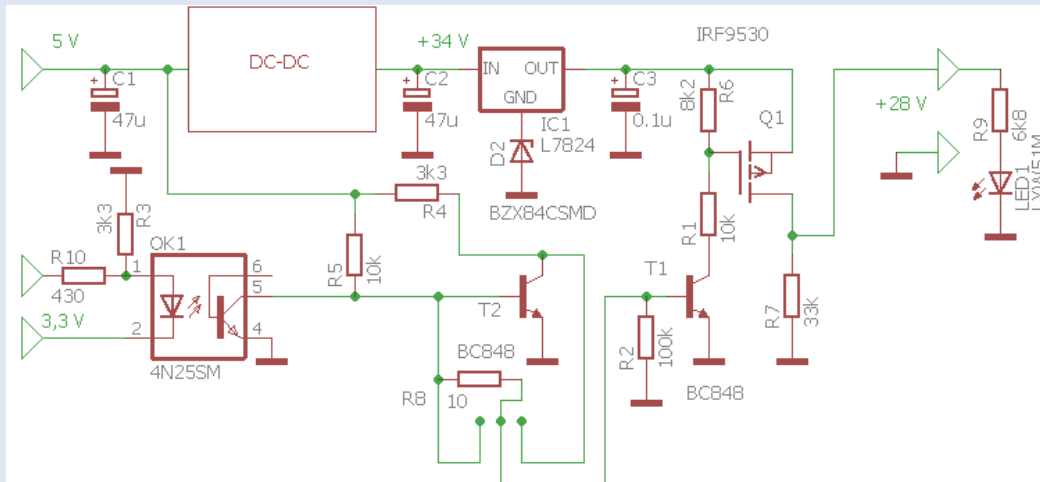 5 V
DC-DC
+34 V
IN OUT
GND
IC1
L7824
IRF9530
+28 V
C1
47u
C2
47u
C3
0.1u
8k2
R6
Q1
R9
6k8
LED1
D2
BZX84CSMD
3k3
R4
R1
10k
3k3
R3
R10
430
OK1
1
2
6
5
4
4N25SM
3,3 V
R5
10k
T2
BC848
T1
BC848
R2
100k
R7
33k
R8
10